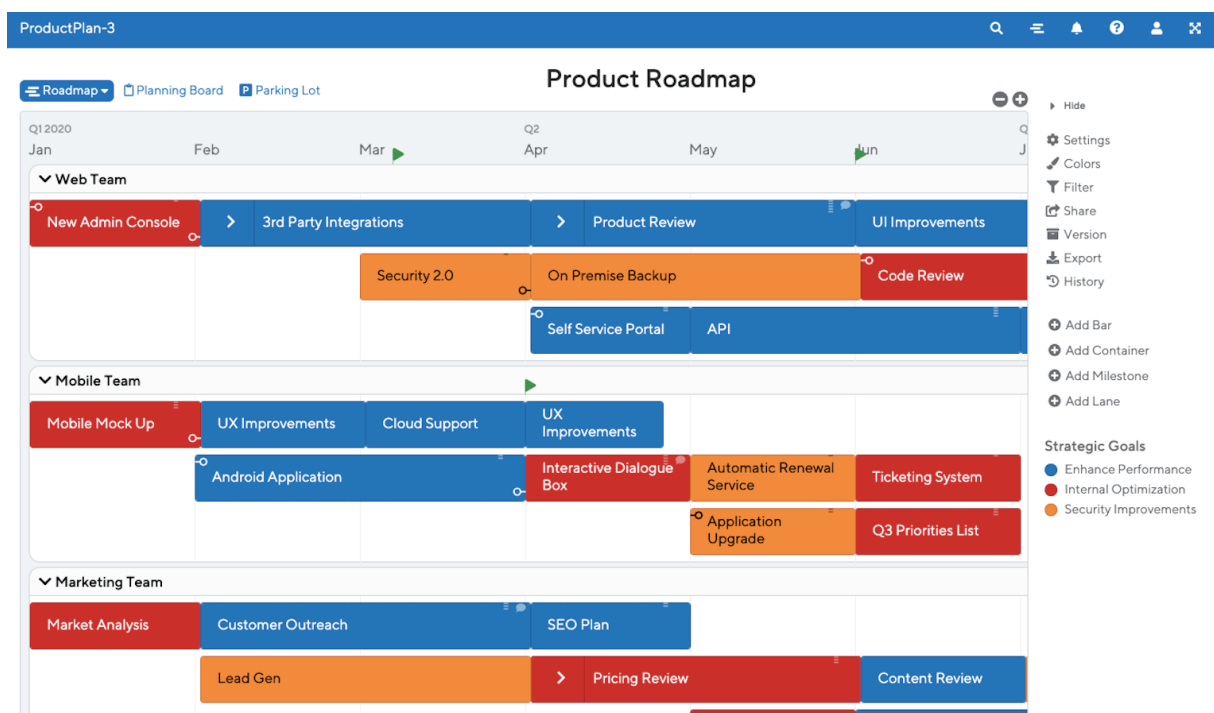 ProductPlan-3
Product Roadmap
Roadmap
Planning Board
Parking Lot
Hide
Q1 2020
Q2
Q
Jan
Feb
Mar
Apr
May
Jun
J
Web Team
New Admin Console
3rd Party Integrations
Product Review
UI Improvements
Security 2.0
On Premise Backup
Code Review
Self Service Portal
API
Mobile Team
Mobile Mock Up
UX Improvements
Cloud Support
UX
Improvements
Android Application
Interactive Dialogue
Box
Automatic Renewal
Service
Ticketing System
Application
Upgrade
Q3 Priorities List
Marketing Team
Market Analysis
Customer Outreach
SEO Plan
Lead Gen
Pricing Review
Content Review
Settings
Colors
Filter
Share
Version
Export
History
Add Bar
Add Container
Add Milestone
Add Lane
Strategic Goals
Enhance Performance
Internal Optimization
Security Improvements